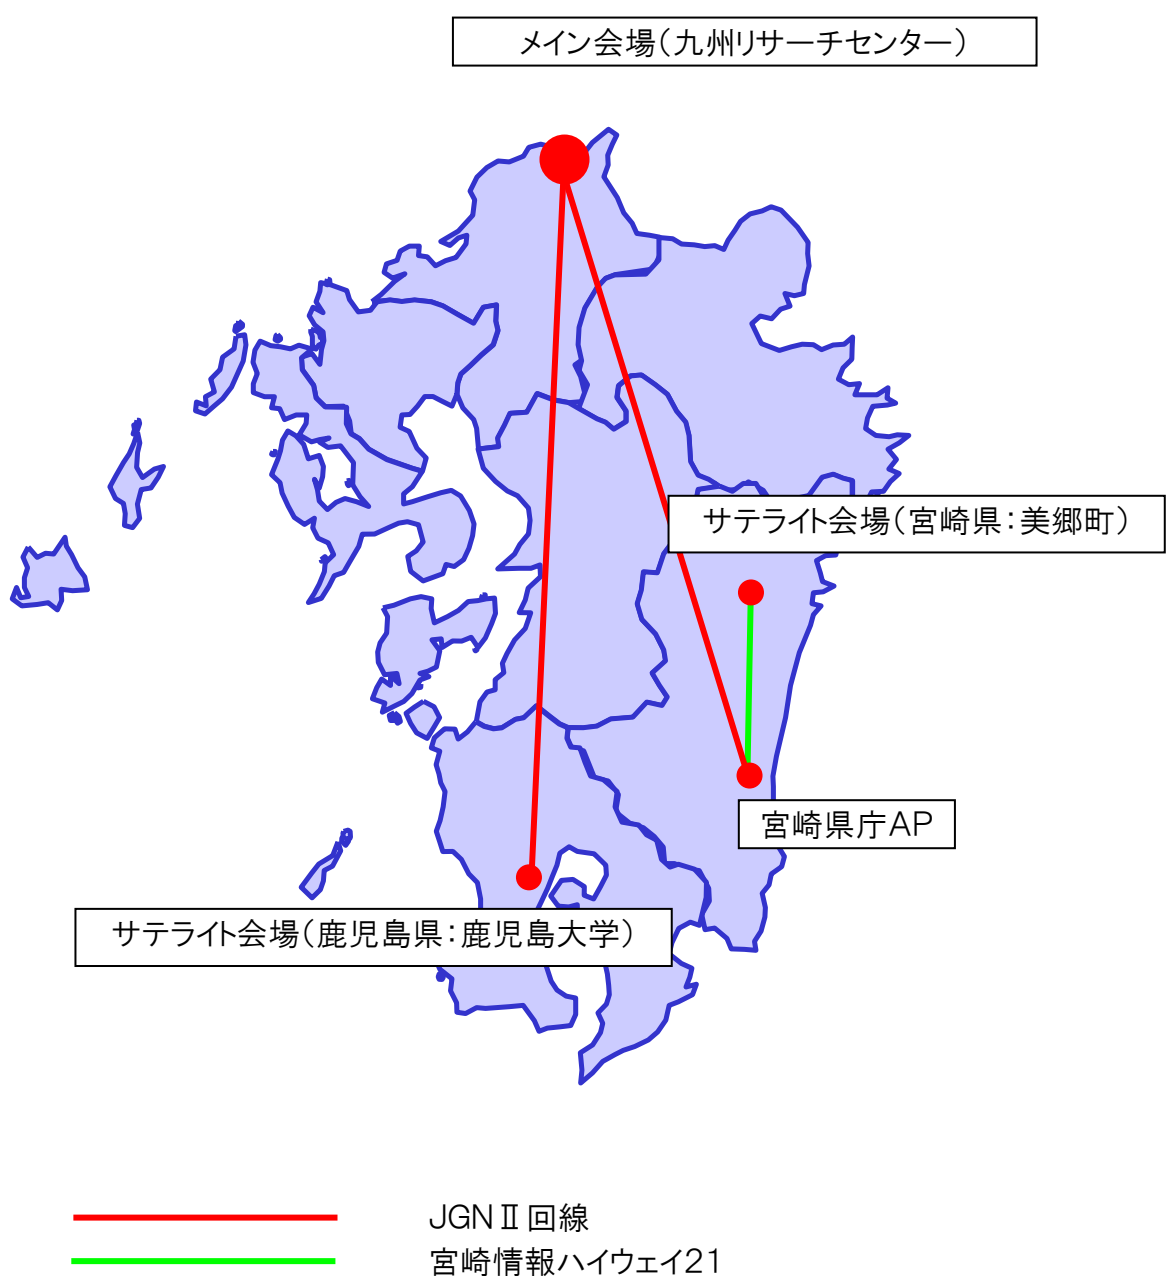 メイン会場（九州リサーチセンター）
サテライト会場（宮崎県：美郷町）
宮崎県庁AP
サテライト会場（鹿児島県：鹿児島大学）
JGNⅡ回線
宮崎情報ハイウェイ21